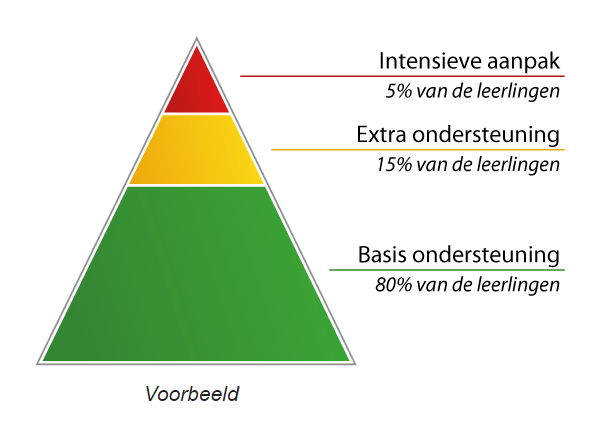 Intensieve aanpak
5% van de leerlingen
Extra ondersteuning
15% van de leerlingen
Basis ondersteuning
80% van de leerlingen
Voorbeeld